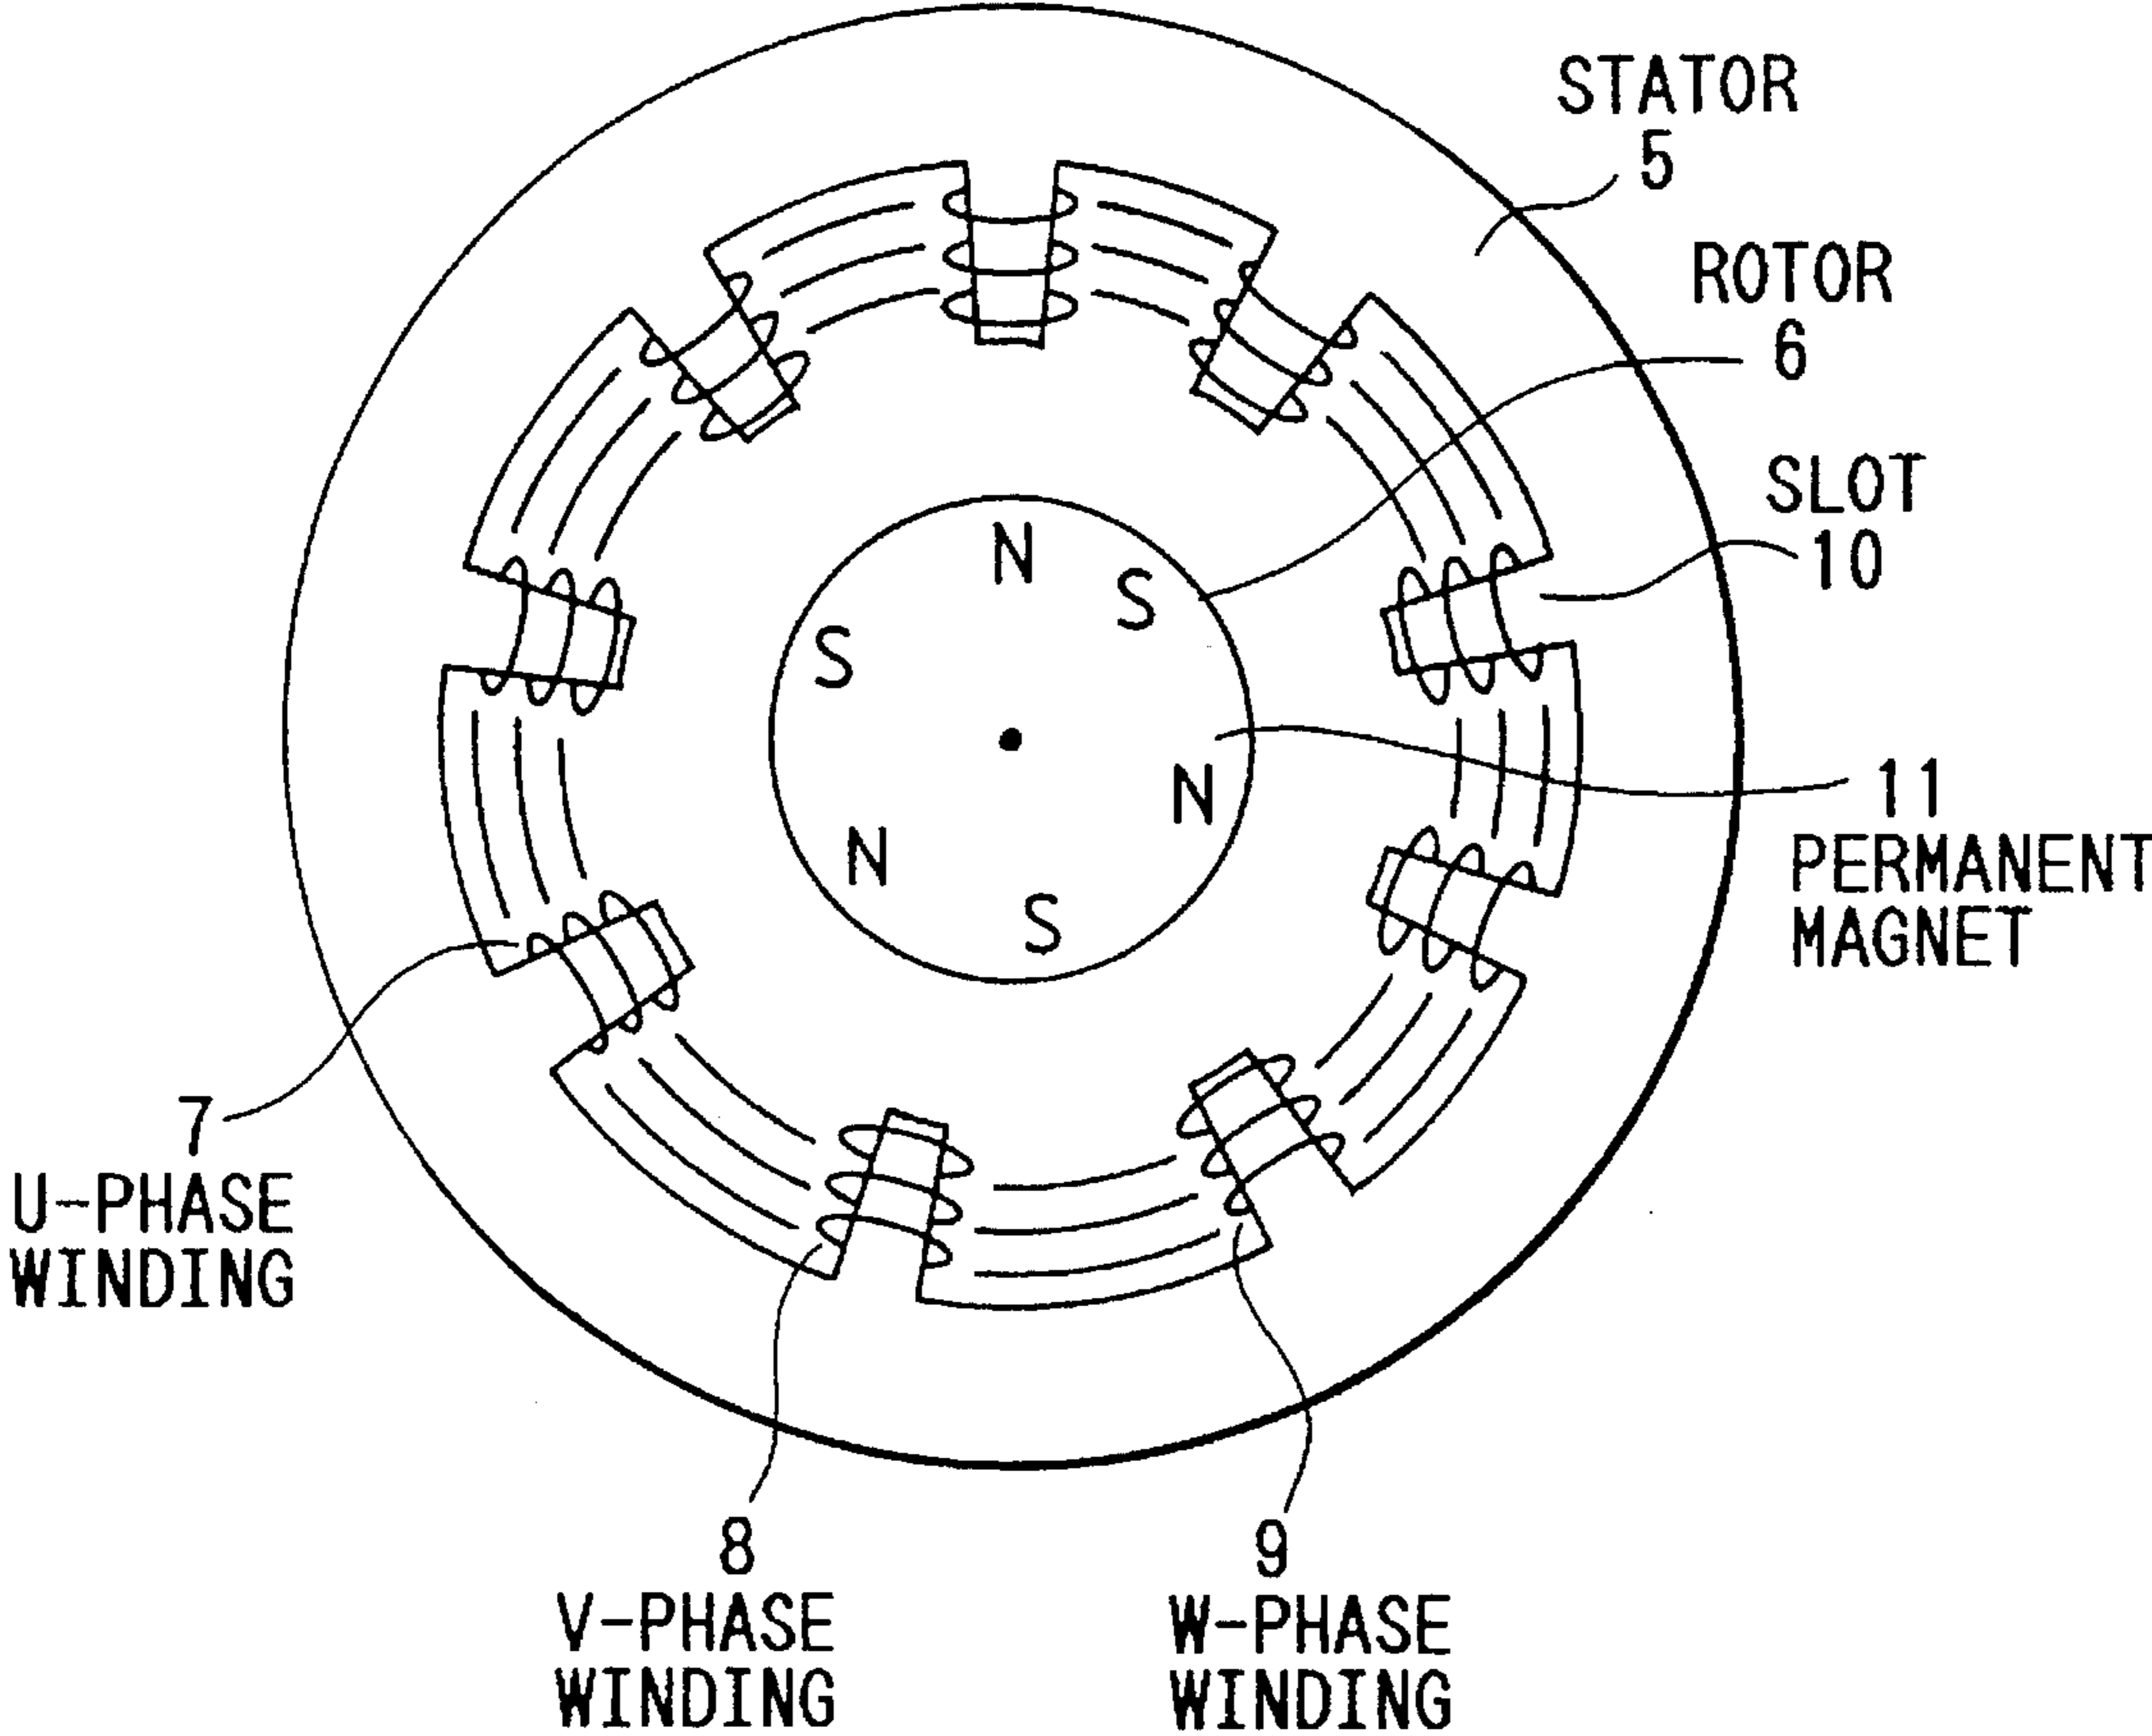 STATOR
5
ROTOR
6
SLOT
10
N
S
S
N
N
S
11
PERMANENT
MAGNET
7
U-PHASE
WINDING
8
V-PHASE
WINDING
9
W-PHASE
WINDING